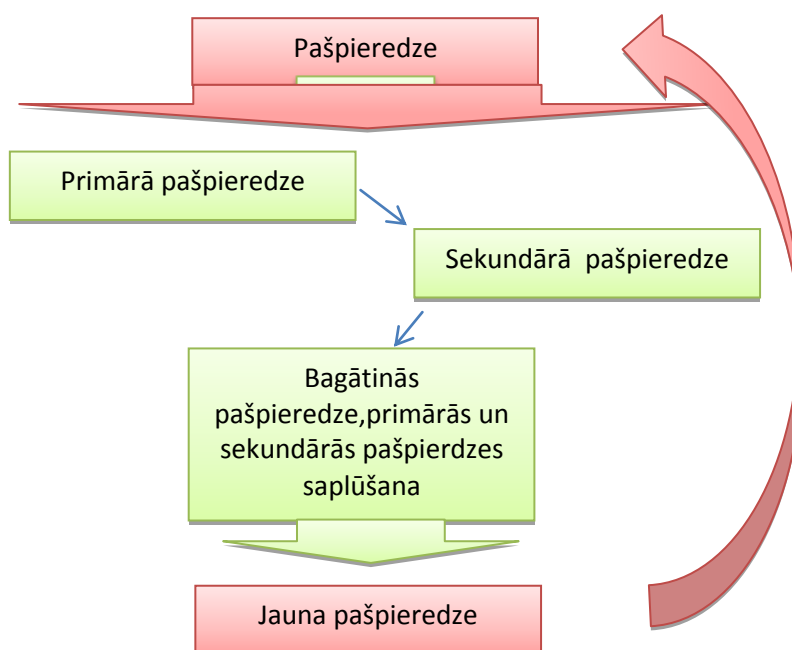 Pašpieredze
Primārā pašpieredze
Sekundārā  pašpieredze
Bagātinās
pašpieredze,primārās un
sekundārās pašpierdzes
saplūšana
Jauna pašpieredze